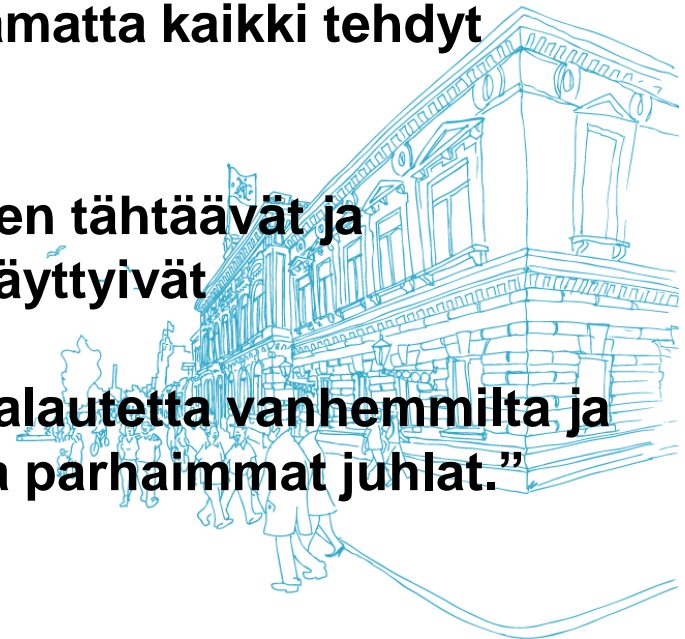 amatta kaikki tehdyt
en tähtäävät ja
äyttyivät
alautetta vanhemmilta ja
a parhaimmat juhlat.”